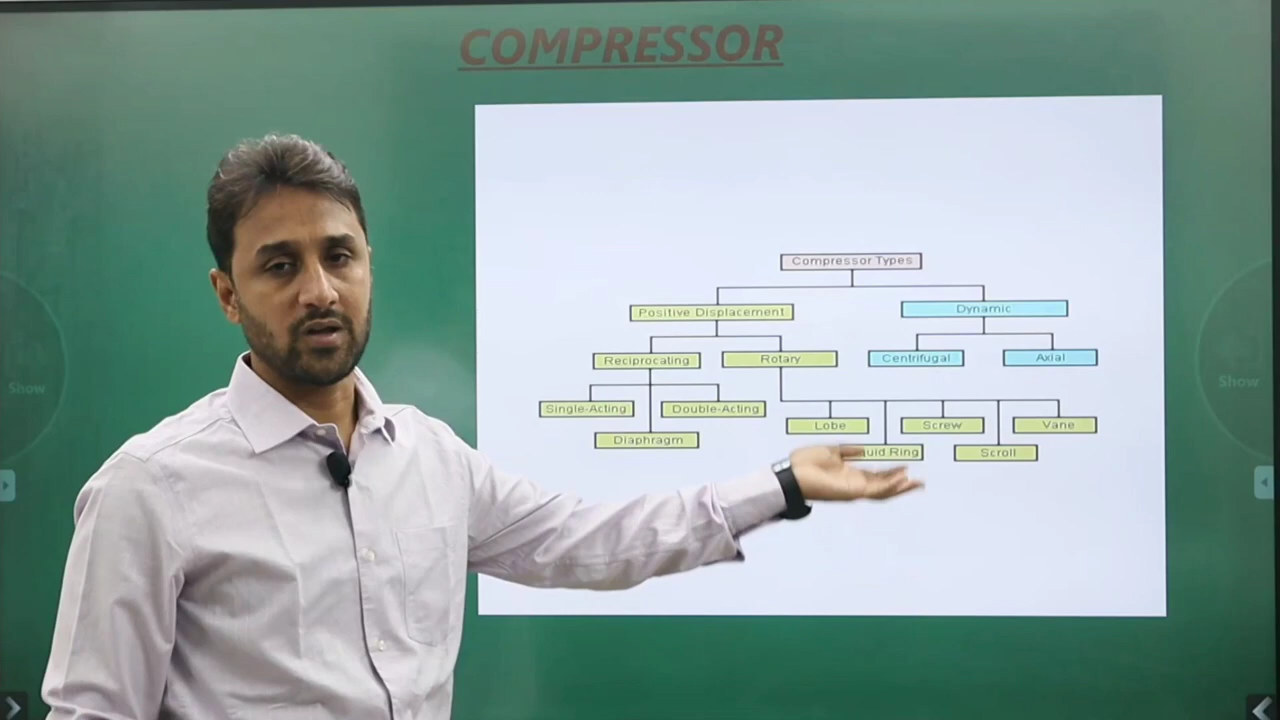 COMPRESSOR
Compressor Types
Positive Displacement
Dynamic
Reciprocating
Rotary
Centrifugal
Axial
Single-Acting
Double-Acting
Diaphragm
Lobe
Screw
Vane
Ring
Scroll
Show
Show